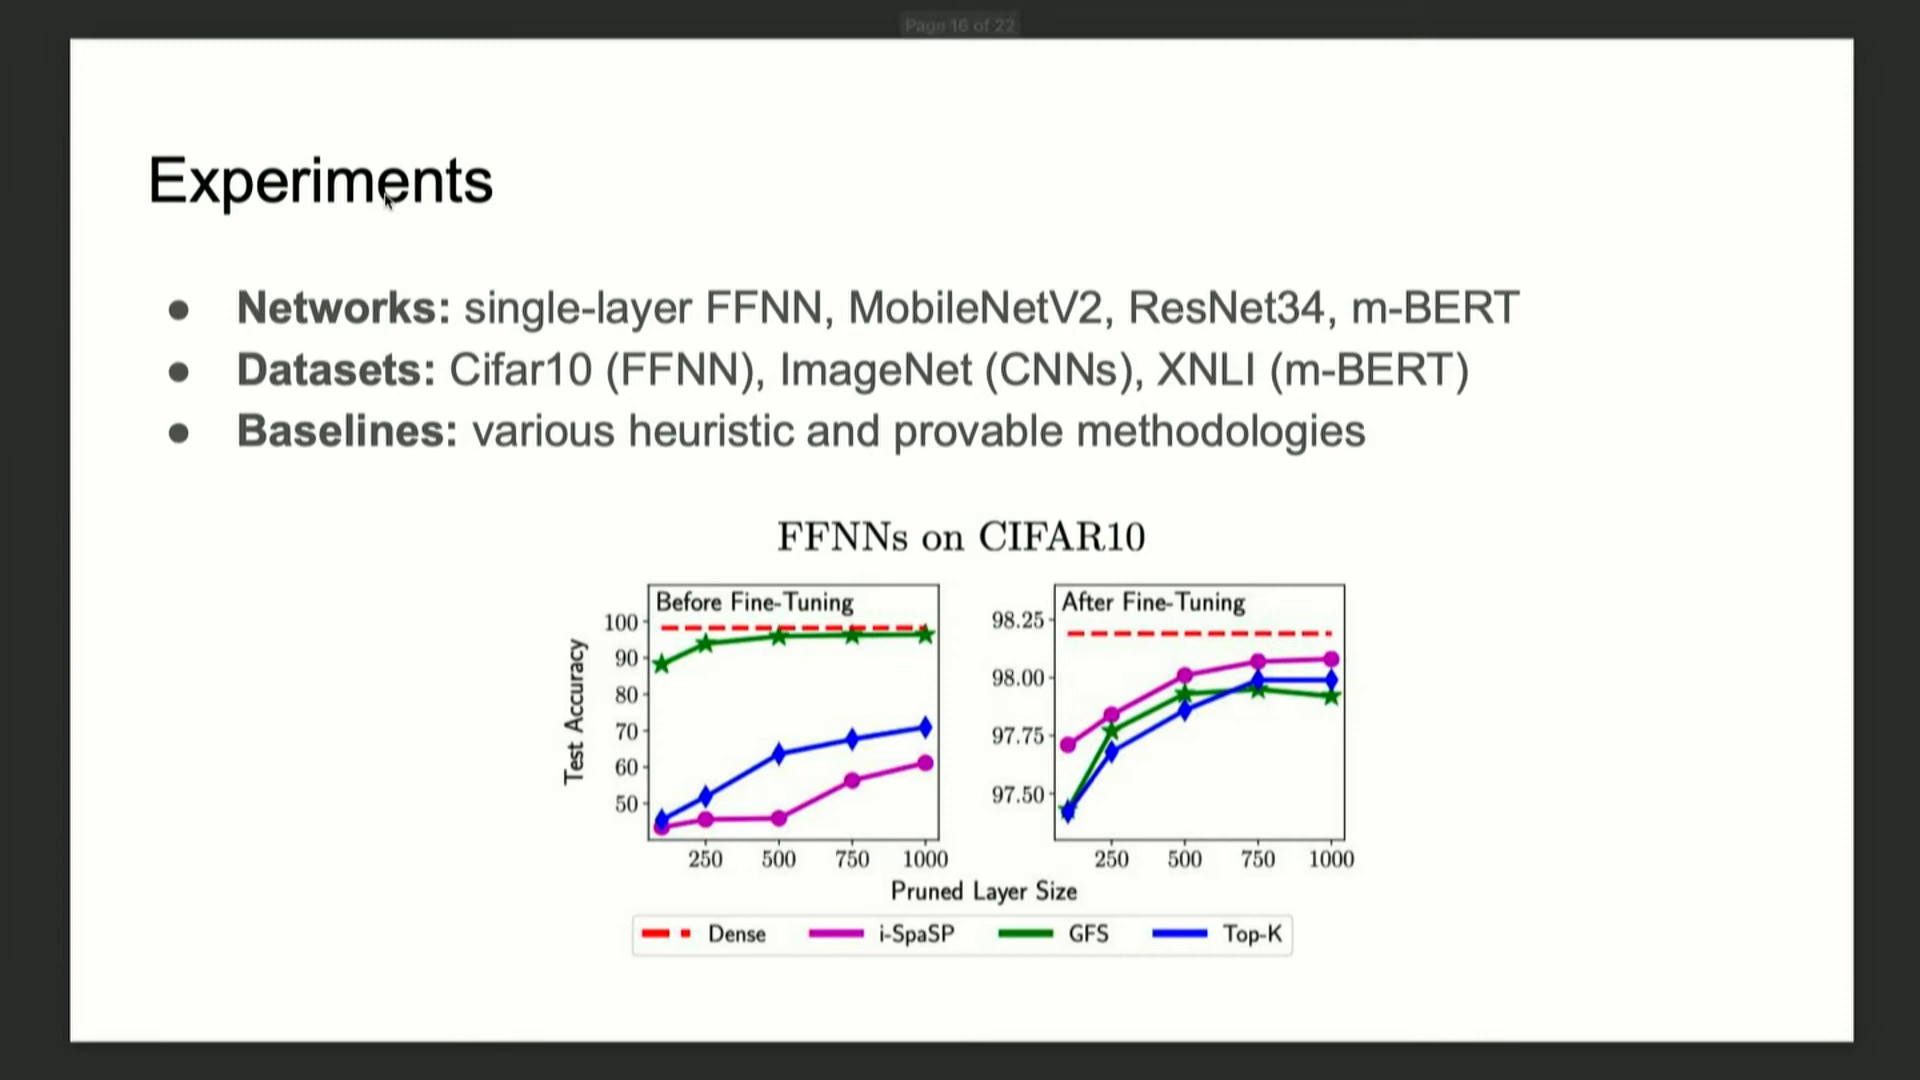 Page 16 of 22
Experiments
● Networks: single-layer FFNN, MobileNetV2, ResNet34, m-BERT
● Datasets: Cifar10 (FFNN), ImageNet (CNNs), XNLI (m-BERT)
● Baselines: various heuristic and provable methodologies
FFNNs on CIFAR10
Before Fine-Tuning
100
90
80
70
60
50
Test Accuracy
250 500 750 1000
After Fine-Tuning
98.25
98.00
97.75
97.50
250 500 750 1000
Pruned Layer Size
Dense i-SpaSP GFS Top-K